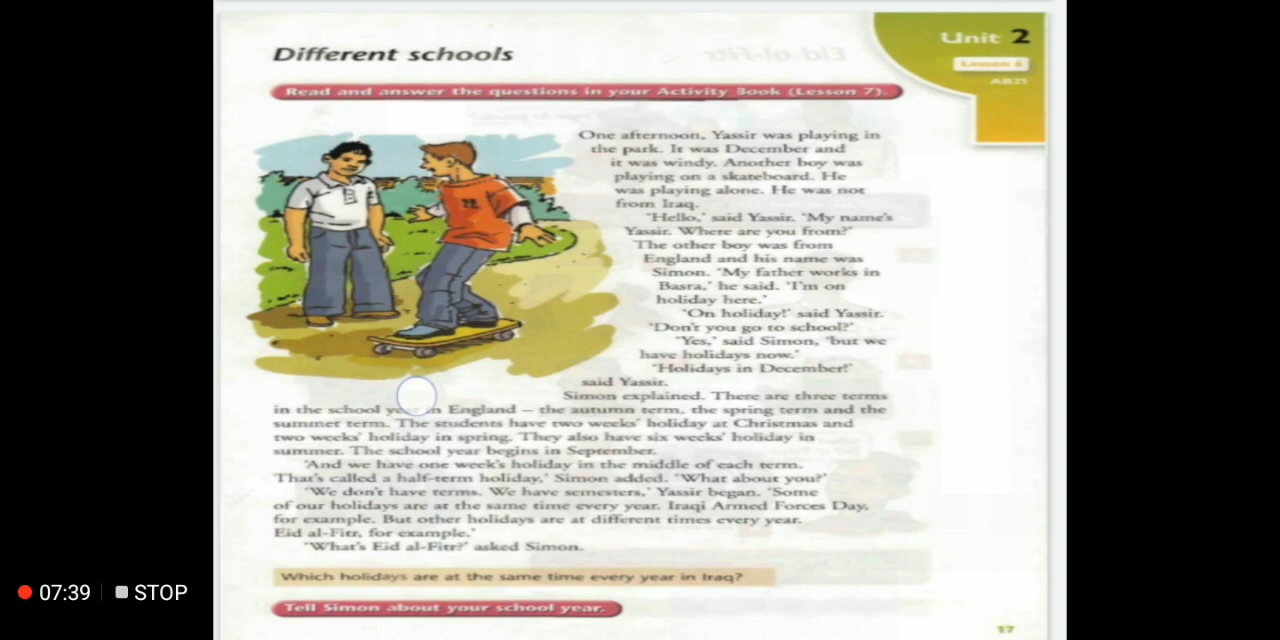 Different schools
Unit 2
Lesson 6
AB21
Read and answer the questions in your Activity Book (Lesson 7).
One afternoon, Yassir was playing in
the park. It was December and
it was windy. Another boy was
playing on a skateboard. He
was playing alone. He was not
from Iraq.
'Hello,' said Yassir. 'My name's
Yassir. Where are you from?'
The other boy was from
England and his name was
Simon. 'My father works in
Basra,' he said. 'I'm on
holiday here.'
'On holiday!' said Yassir.
'Don't you go to school?'
'Yes,' said Simon, 'but we
have holidays now.'
'Holidays in December!'
said Yassir.
Simon explained. There are three terms
in the school year in England – the autumn term, the spring term and the
summer term. The students have two weeks' holiday at Christmas and
two weeks' holiday in spring. They also have six weeks' holiday in
summer. The school year begins in September.
'And we have one week's holiday in the middle of each term.
That's called a half-term holiday,' Simon added. 'What about you?'
'We don't have terms. We have semesters,' Yassir began. 'Some
of our holidays are at the same time every year. Iraqi Armed Forces Day,
for example. But other holidays are at different times every year.
Eid al-Fitr, for example.'
'What's Eid al-Fitr?' asked Simon.
Which holidays are at the same time every year in Iraq?
Tell Simon about your school year.
17
07:39
STOP